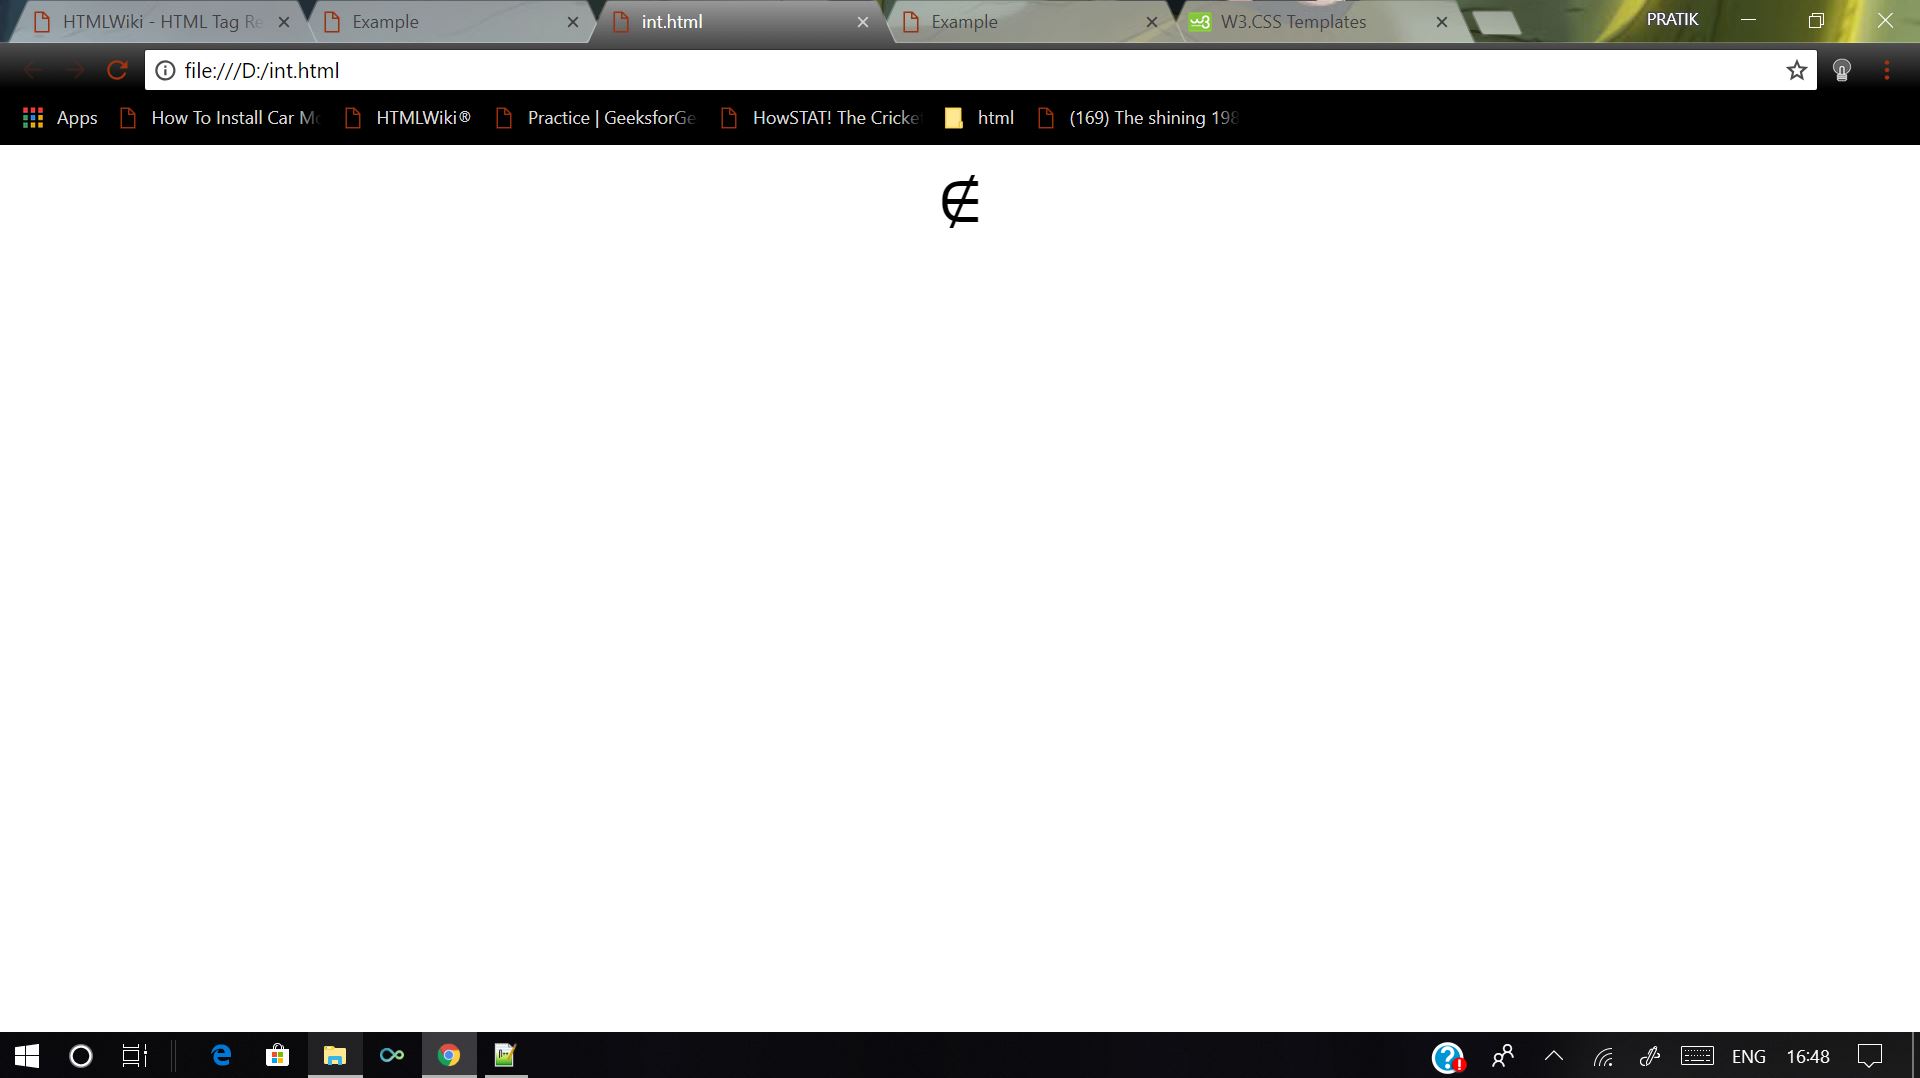 HTMLWiki - HTML Tag Re
Example
int.html
Example
W3.CSS Templates
PRATIK
file:///D:/int.html
Apps
How To Install Car Mo
HTMLWiki®
Practice | GeeksforGe
HowSTAT! The Cricke
html
(169) The shining 198
∉
ENG
16:48